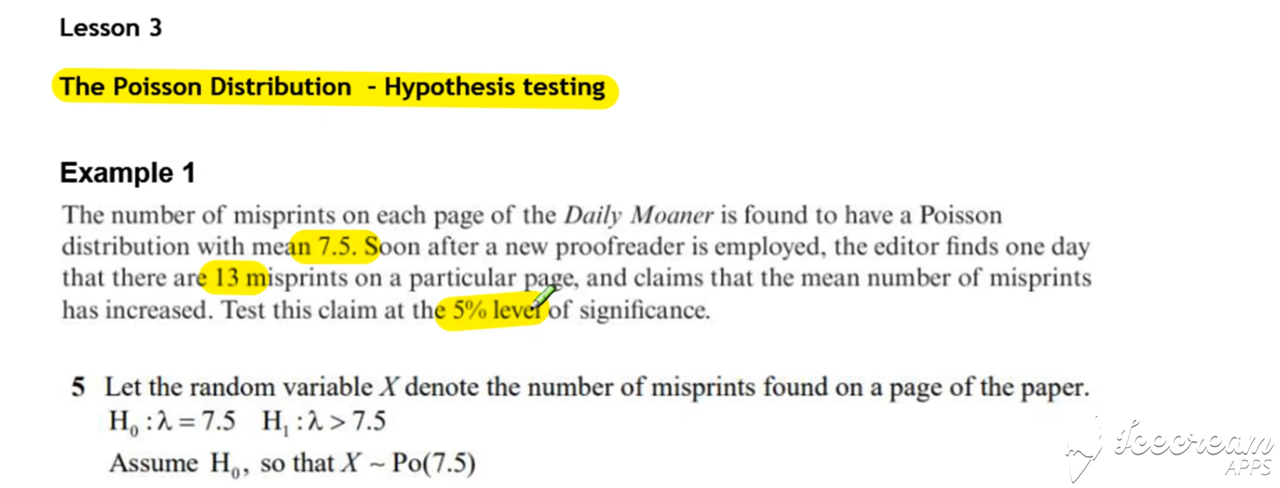 Lesson 3
The Poisson Distribution - Hypothesis testing
Example 1
The number of misprints on each page of the Daily Moaner is found to have a Poisson
distribution with mean 7.5. Soon after a new proofreader is employed, the editor finds one day
that there are 13 misprints on a particular page, and claims that the mean number of misprints
has increased. Test this claim at the 5% level of significance.
5 Let the random variable X denote the number of misprints found on a page of the paper.
H₀ : λ = 7.5 H₁ : λ > 7.5
Assume H₀, so that X ~ Po(7.5)
Icecream
APPS